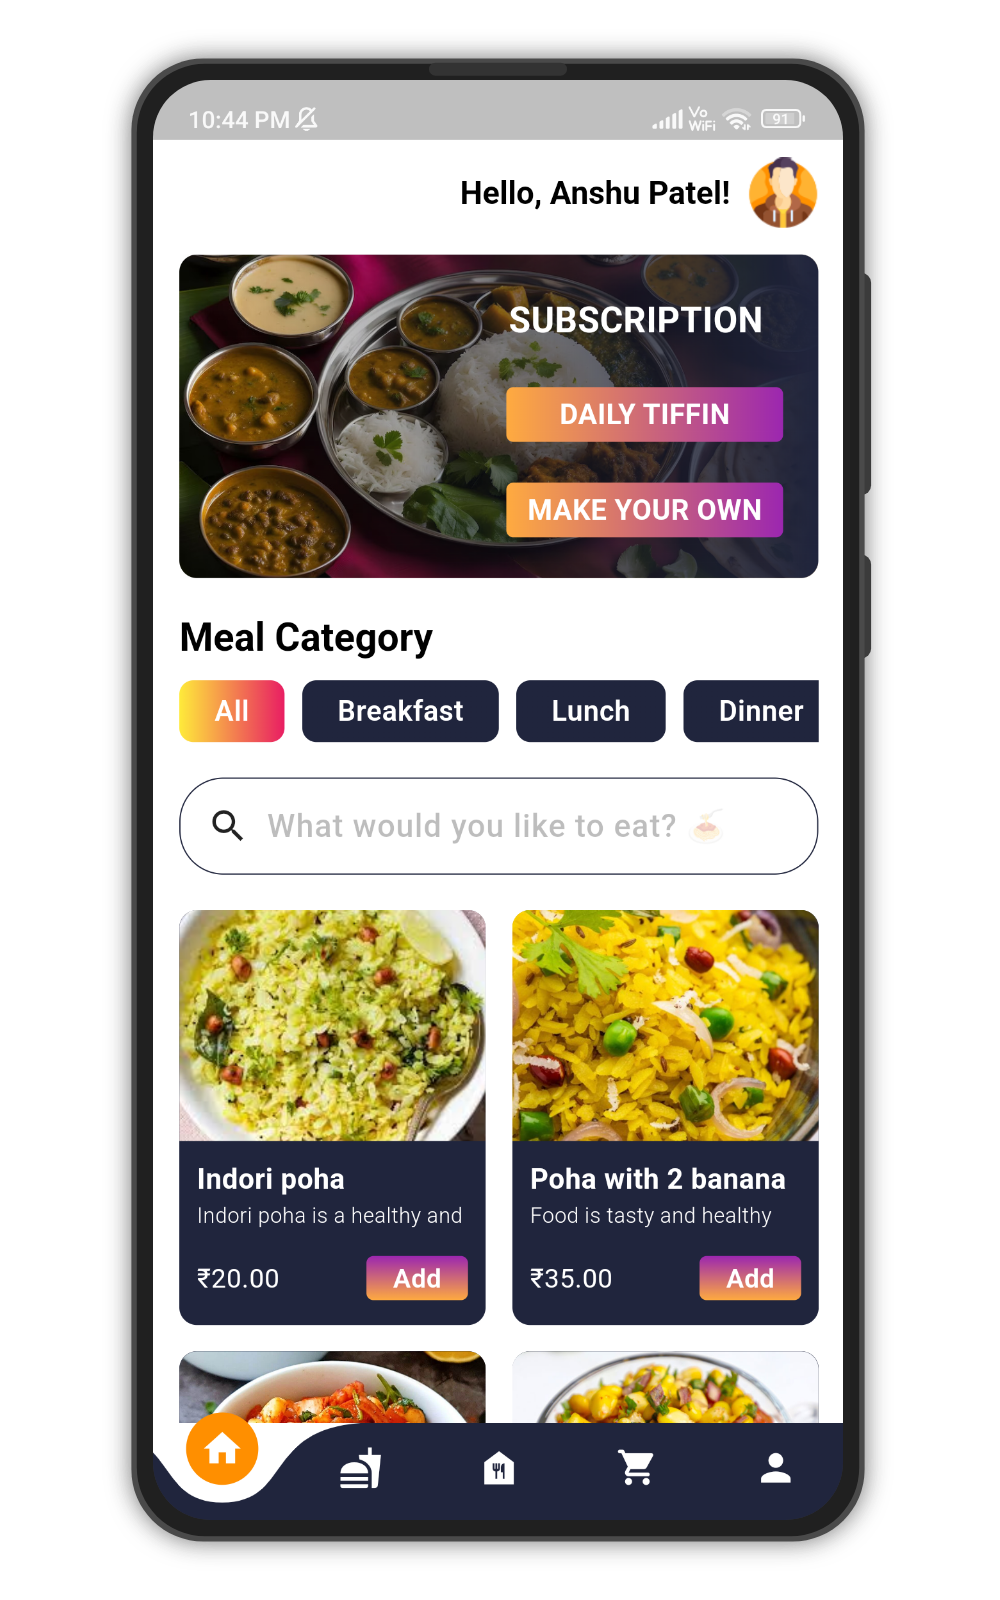 10:44 PM
Vo
WiFi
91
Hello, Anshu Patel!
SUBSCRIPTION
DAILY TIFFIN
MAKE YOUR OWN
Meal Category
All Breakfast Lunch Dinner
What would you like to eat? 🍝
Indori poha
Indori poha is a healthy and
₹20.00 Add
Poha with 2 banana
Food is tasty and healthy
₹35.00 Add